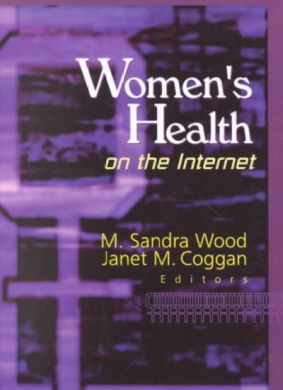 Women's
Health
on the Internet
M. Sandra Wood
Janet M. Coggan
Editors